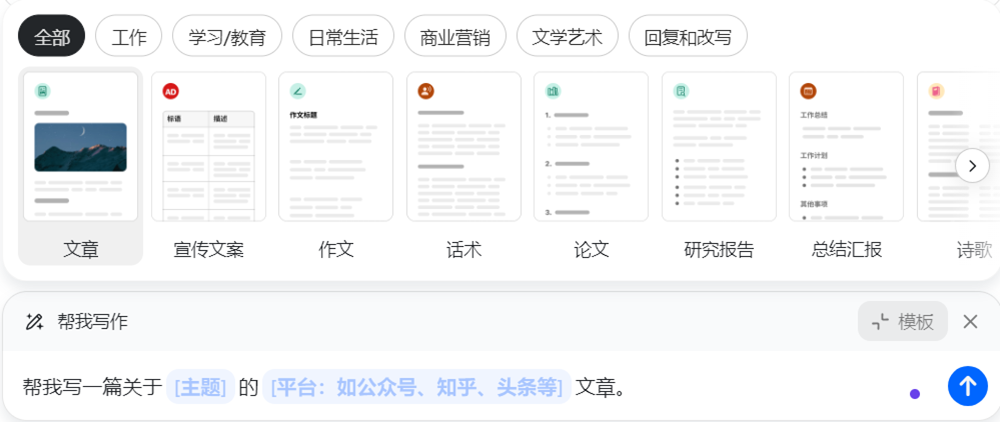 全部 工作 学习/教育 日常生活 商业营销 文学艺术 回复和改写
AD
标语 描述
作文标题
1.
2.
3.
工作总结
工作计划
其他事项
文章 宣传文案 作文 话术 论文 研究报告 总结汇报 诗歌
帮我写作 模板
帮我写一篇关于 [主题] 的 [平台：如公众号、知乎、头条等] 文章。